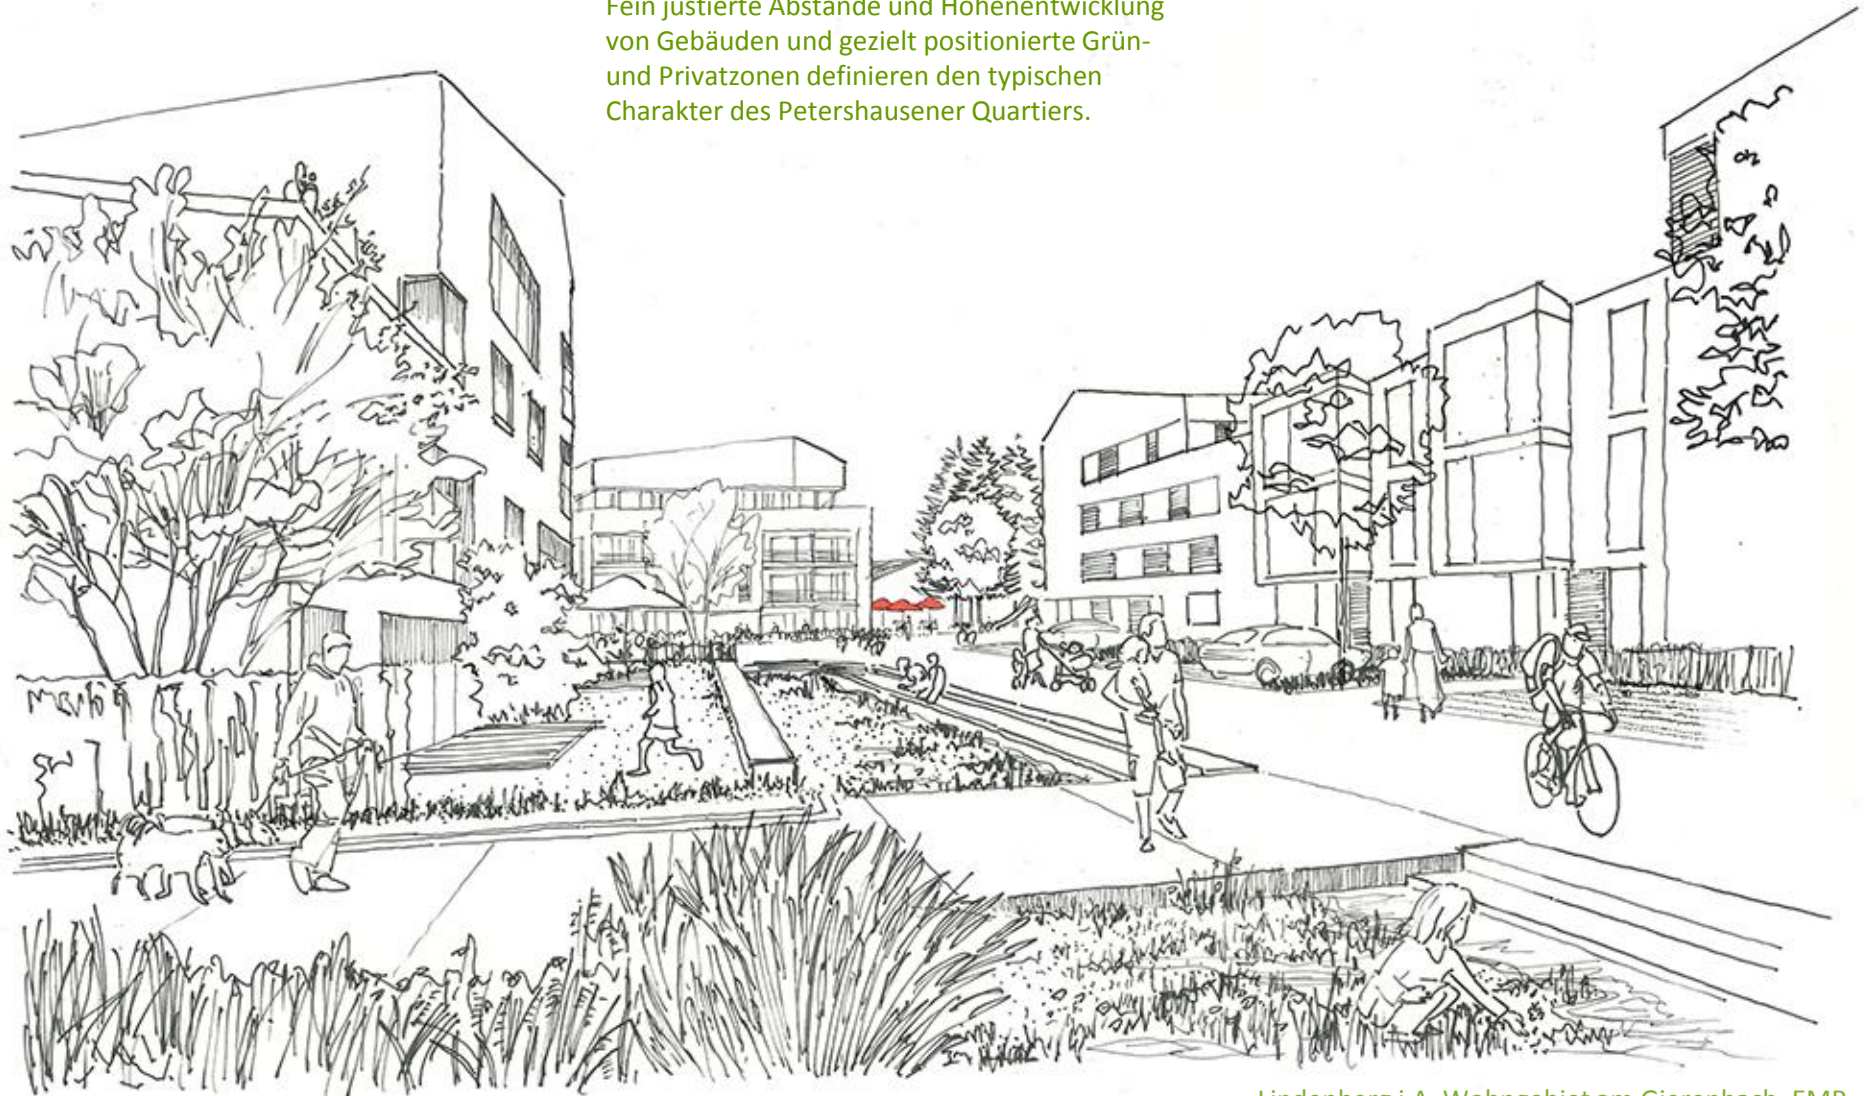 Fein justierte Abstände und Höhenentwicklung
von Gebäuden und gezielt positionierte Grün-
und Privatzonen definieren den typischen
Charakter des Petershausener Quartiers.
Lindenberg i.A. Wohngebiet am Gierenbach, FMP